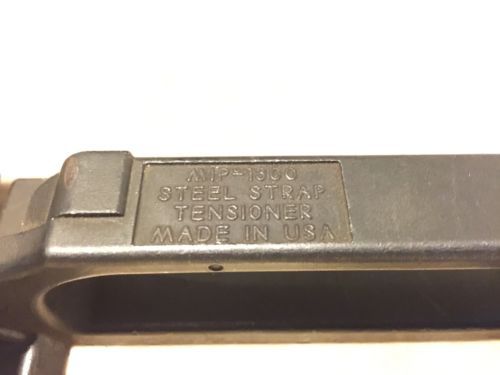 MIP-1300
STEEL STRAP
TENSIONER
MADE IN USA